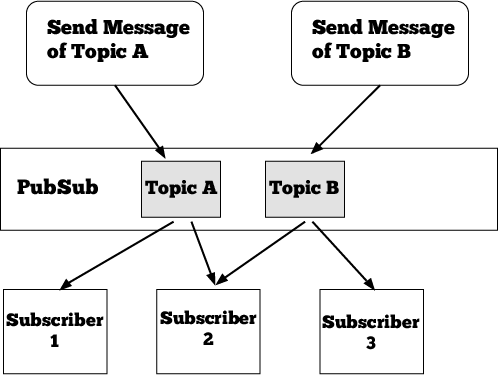 Send Message
of Topic A
Send Message
of Topic B
PubSub
Topic A
Topic B
Subscriber
1
Subscriber
2
Subscriber
3